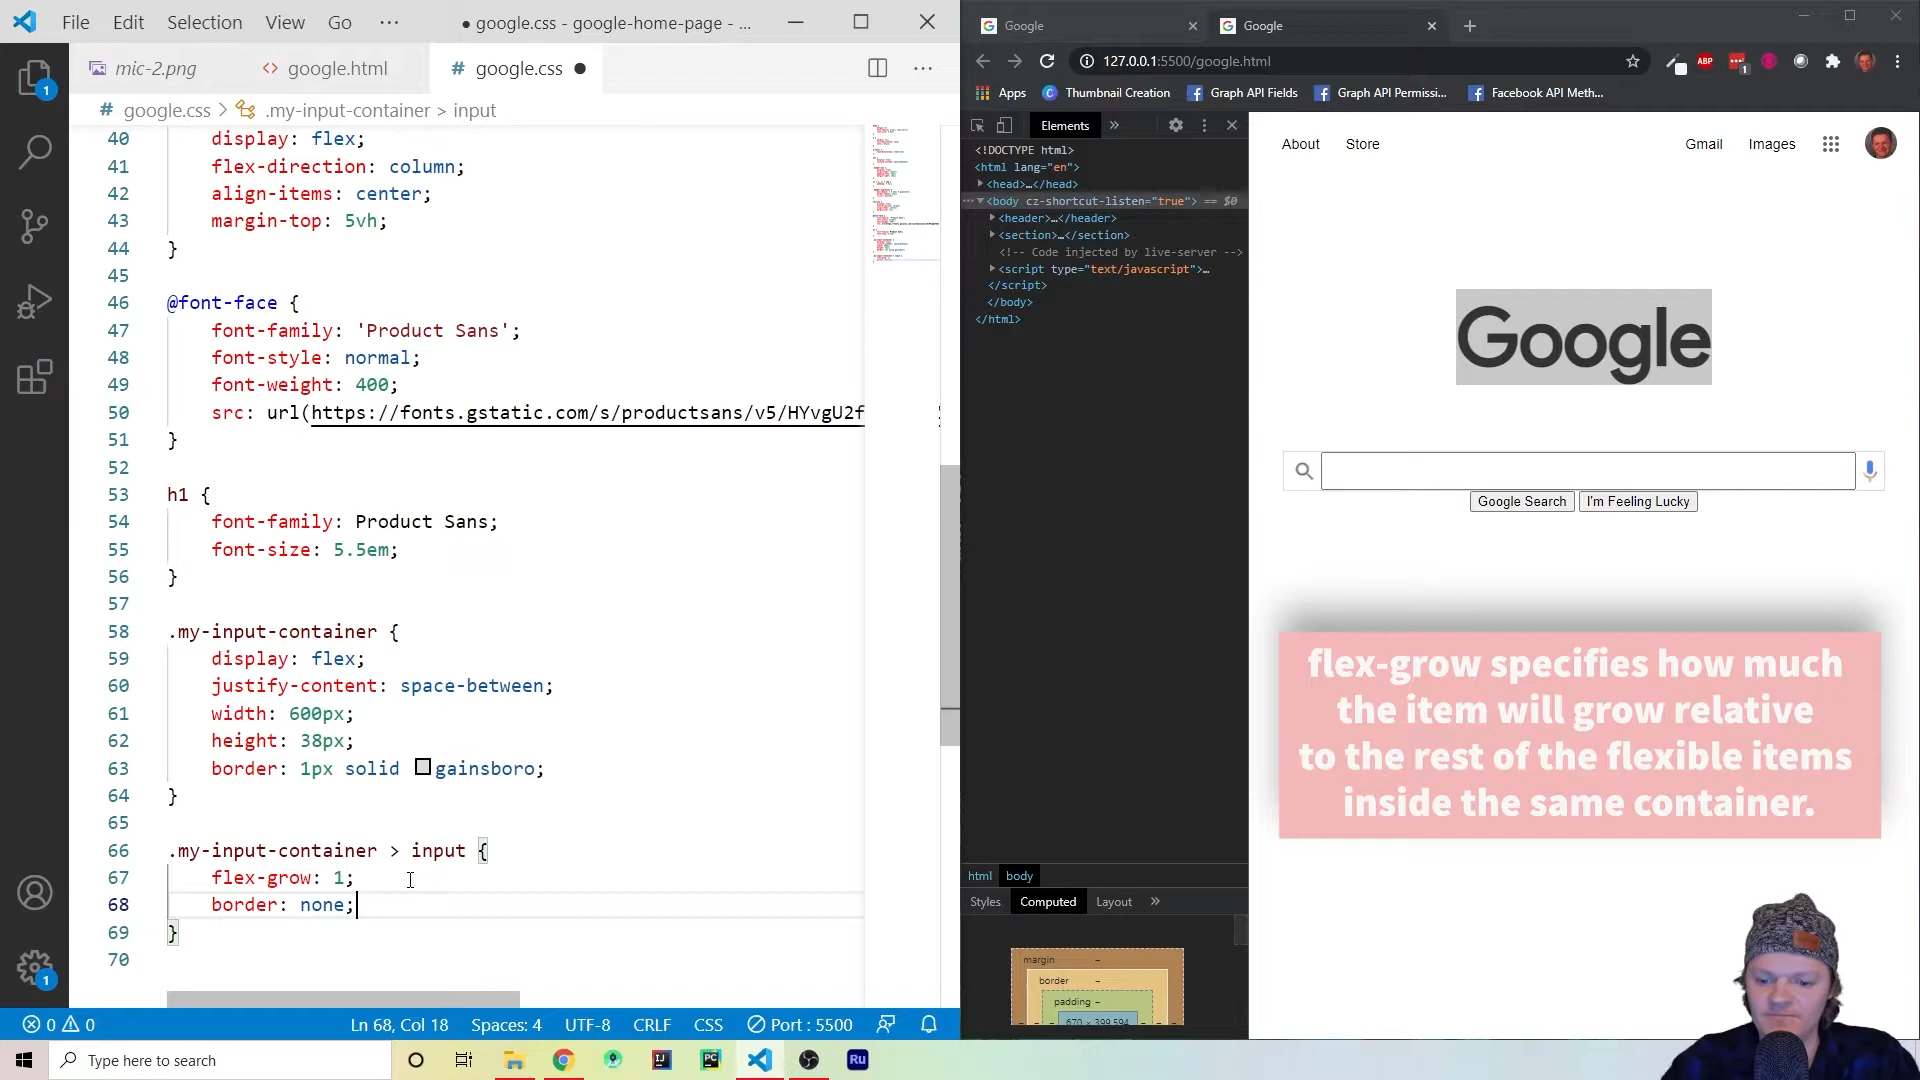 File Edit Selection View Go ··· ● google.css - google-home-page - ...
mic-2.png <> google.html # google.css ● ···
# google.css > .my-input-container > input
40 display: flex;
41 flex-direction: column;
42 align-items: center;
43 margin-top: 5vh;
44 }
45
46 @font-face {
47 font-family: 'Product Sans';
48 font-style: normal;
49 font-weight: 400;
50 src: url(https://fonts.gstatic.com/s/productsans/v5/HYvgU2f
51 }
52
53 h1 {
54 font-family: Product Sans;
55 font-size: 5.5em;
56 }
57
58 .my-input-container {
59 display: flex;
60 justify-content: space-between;
61 width: 600px;
62 height: 38px;
63 border: 1px solid gainsboro;
64 }
65
66 .my-input-container > input {
67 flex-grow: 1;
68 border: none;
69 }
70
1
1
0 0 Ln 68, Col 18 Spaces: 4 UTF-8 CRLF CSS Port : 5500
Type here to search IJ PC Ru
Google Google
127.0.0.1:5500/google.html ABP 1
Apps Thumbnail Creation Graph API Fields Graph API Permissi... Facebook API Meth...
Elements »
<!DOCTYPE html>
<html lang="en">
<head>…</head>
···<body cz-shortcut-listen="true"> == $0
<header>…</header>
<section>…</section>
<!-- Code injected by live-server -->
<script type="text/javascript">…
</script>
</body>
</html>
html body
Styles Computed Layout »
margin –
border –
padding –
670 × 399.594
About Store Gmail Images
Google
Google Search I'm Feeling Lucky
flex-grow specifies how much
the item will grow relative
to the rest of the flexible items
inside the same container.